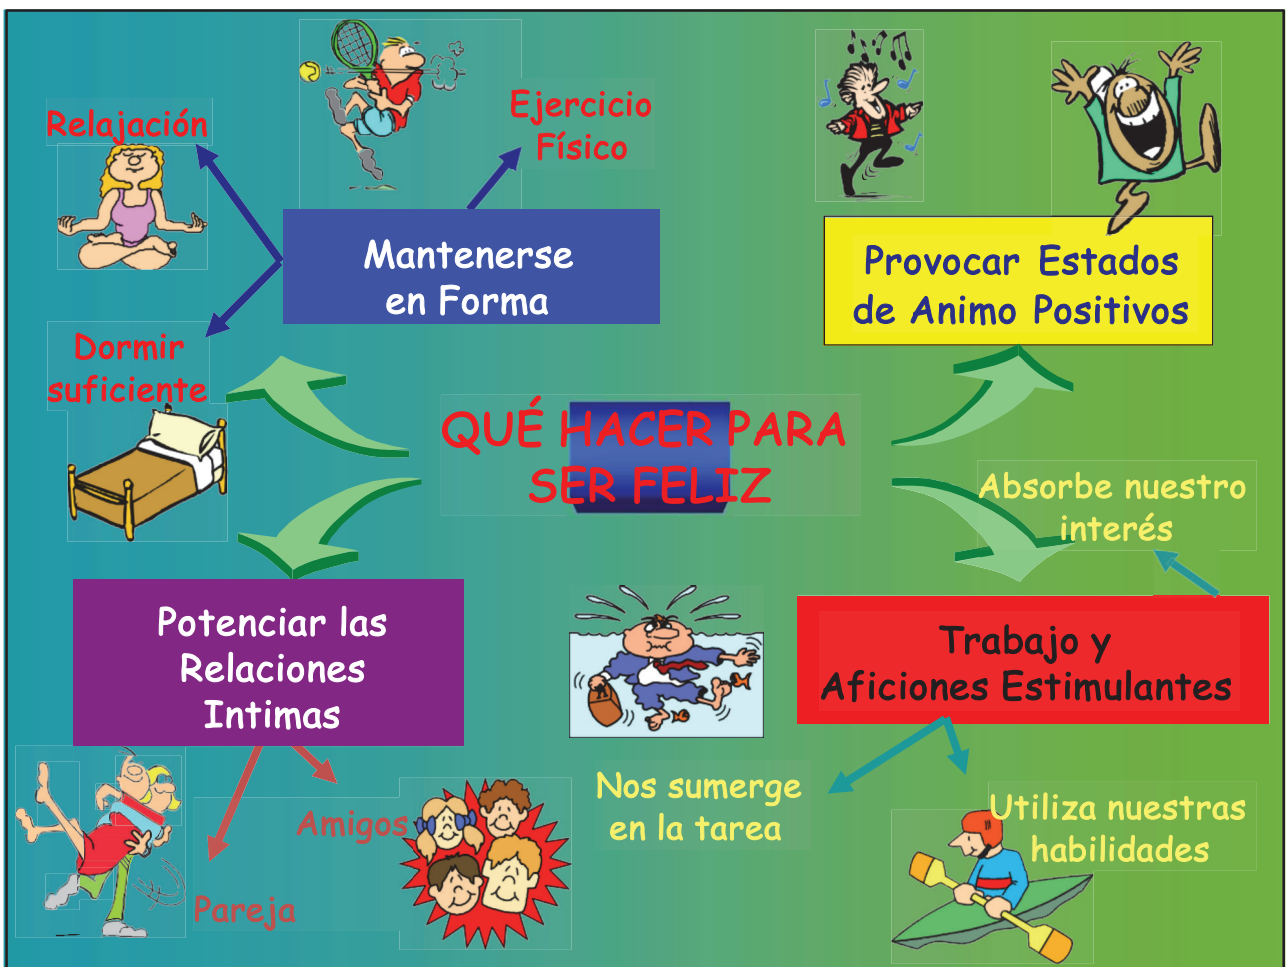 Relajación
Ejercicio
Físico
Mantenerse
en Forma
Dormir
suficiente
Provocar Estados
de Animo Positivos
QUÉ HACER PARA
SER FELIZ
Absorbe nuestro
interés
Potenciar las
Relaciones
Intimas
Trabajo y
Aficiones Estimulantes
Amigos
Pareja
Nos sumerge
en la tarea
Utiliza nuestras
habilidades